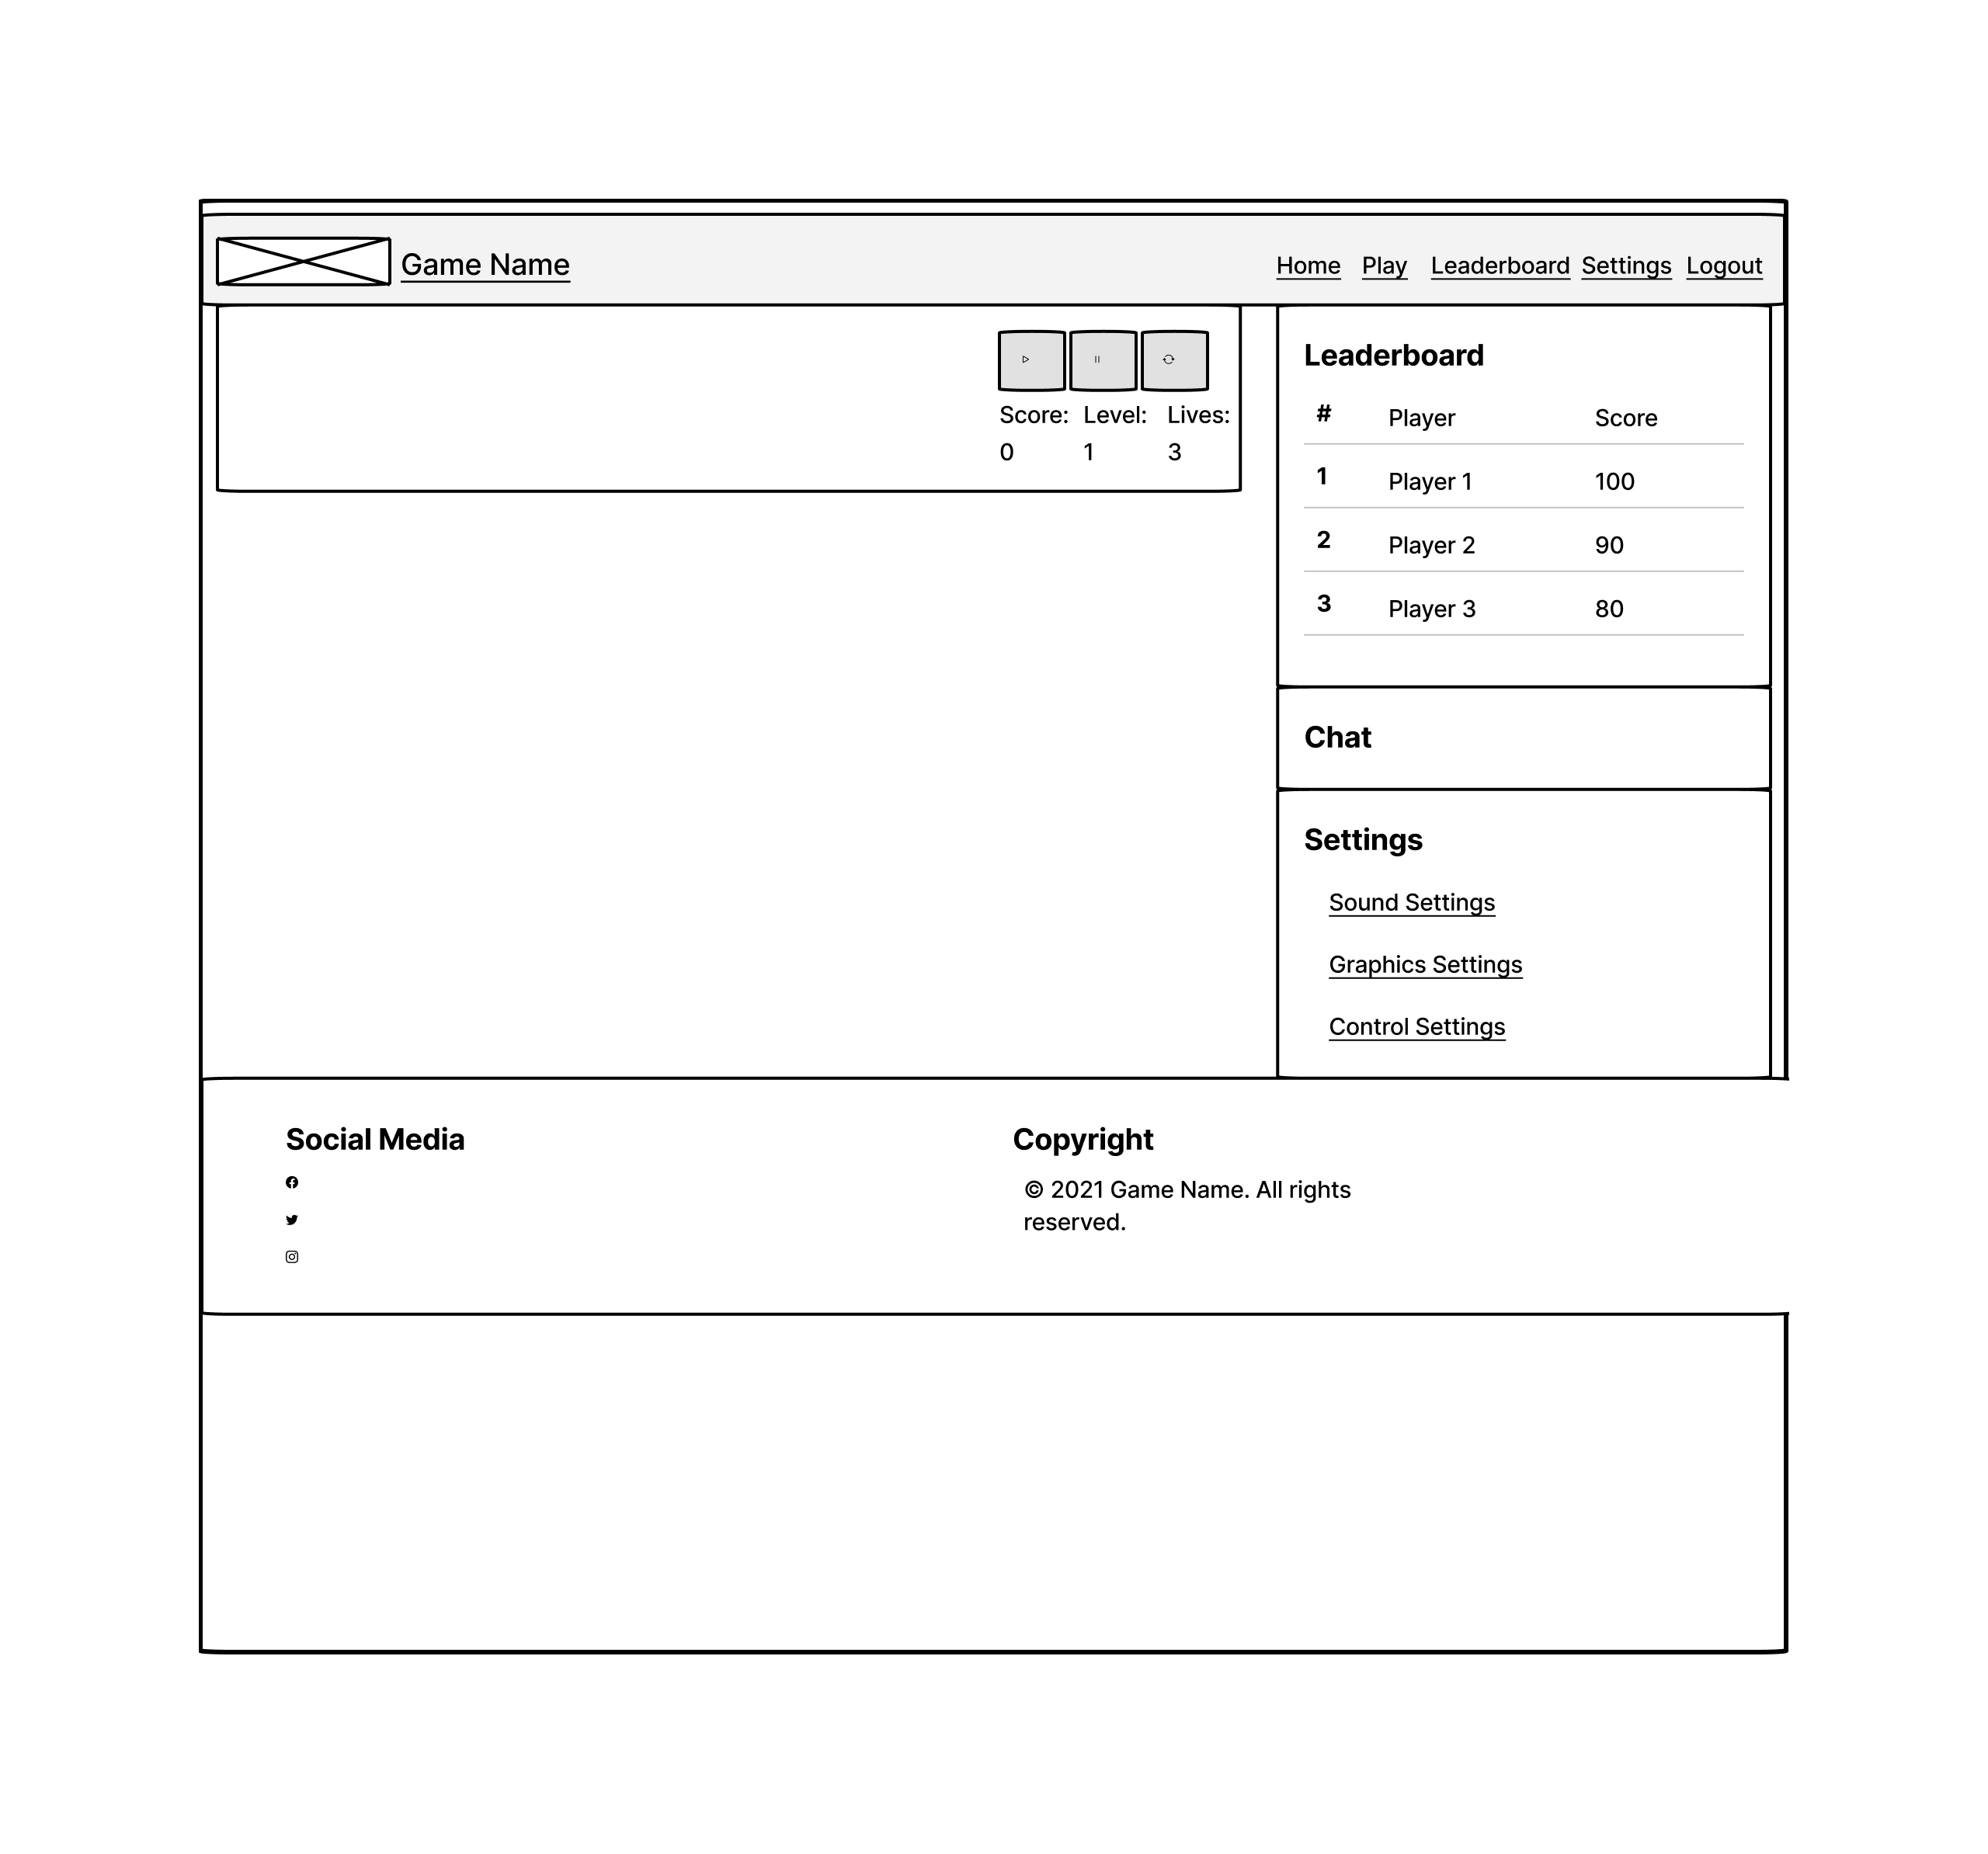 Game Name
Home Play Leaderboard Settings Logout
Score: Level: Lives:
0 1 3
Leaderboard
# Player Score
1 Player 1 100
2 Player 2 90
3 Player 3 80
Chat
Settings
Sound Settings
Graphics Settings
Control Settings
Social Media
Copyright
© 2021 Game Name. All rights
reserved.